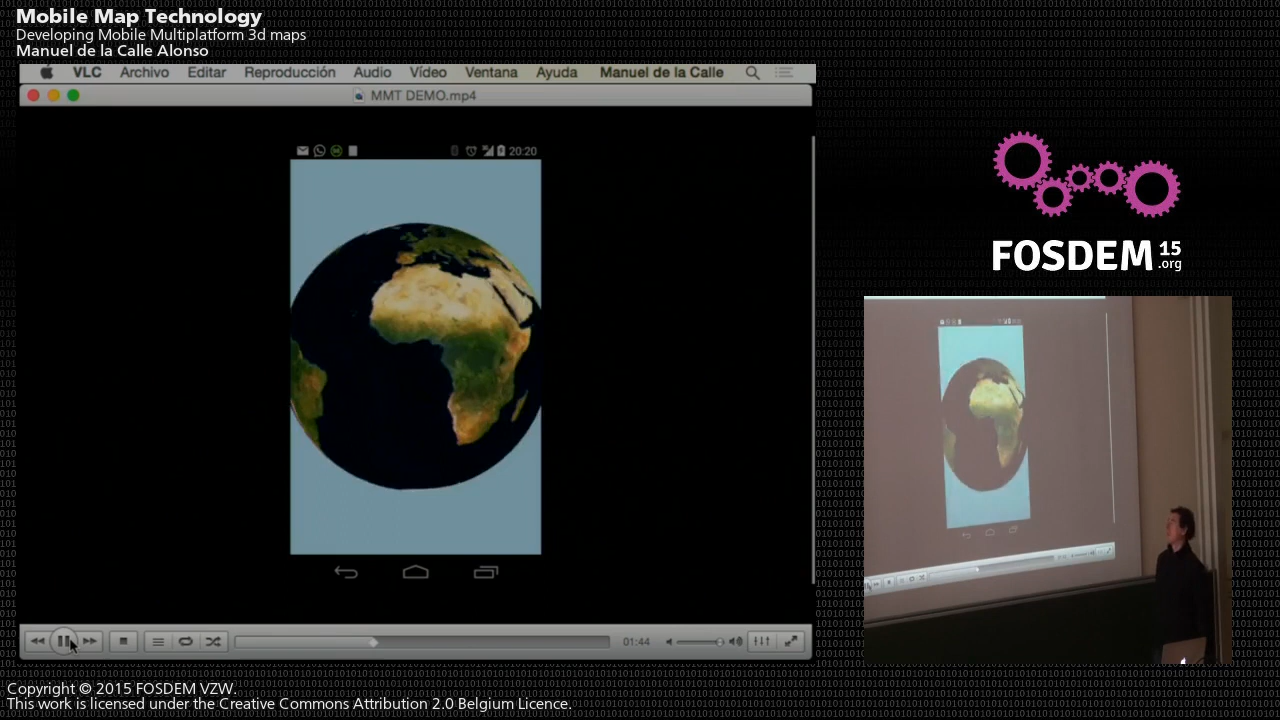 Mobile Map Technology
Developing Mobile Multiplatform 3d maps
Manuel de la Calle Alonso
VLC Archivo Editar Reproducción Audio Vídeo Ventana Ayuda Manuel de la Calle
MMT DEMO.mp4
20:20
FOSDEM 15 .org
01:44
Copyright © 2015 FOSDEM VZW.
This work is licensed under the Creative Commons Attribution 2.0 Belgium Licence.